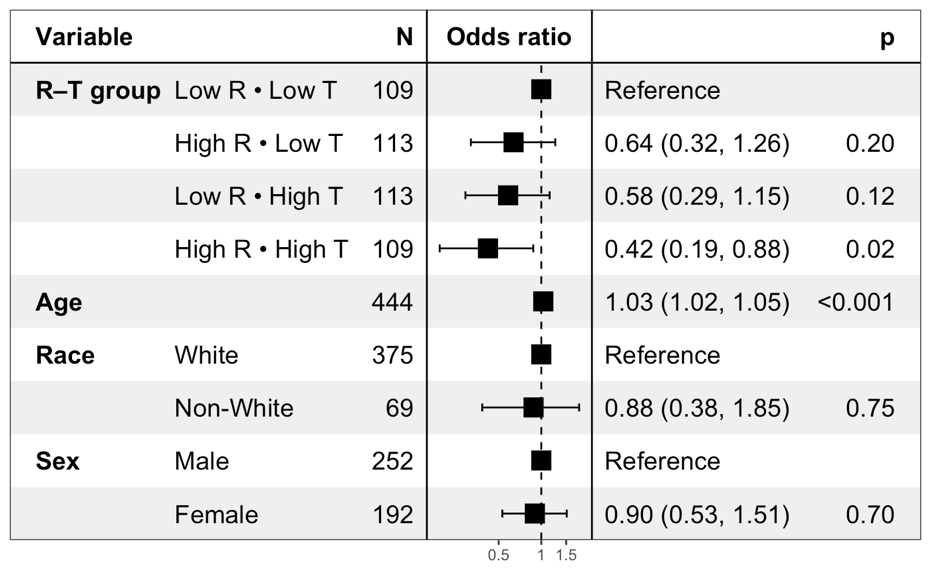 Variable N Odds ratio p
R–T group Low R • Low T 109 Reference
High R • Low T 113 0.64 (0.32, 1.26) 0.20
Low R • High T 113 0.58 (0.29, 1.15) 0.12
High R • High T 109 0.42 (0.19, 0.88) 0.02
Age 444 1.03 (1.02, 1.05) <0.001
Race White 375 Reference
Non-White 69 0.88 (0.38, 1.85) 0.75
Sex Male 252 Reference
Female 192 0.90 (0.53, 1.51) 0.70
0.5 1 1.5